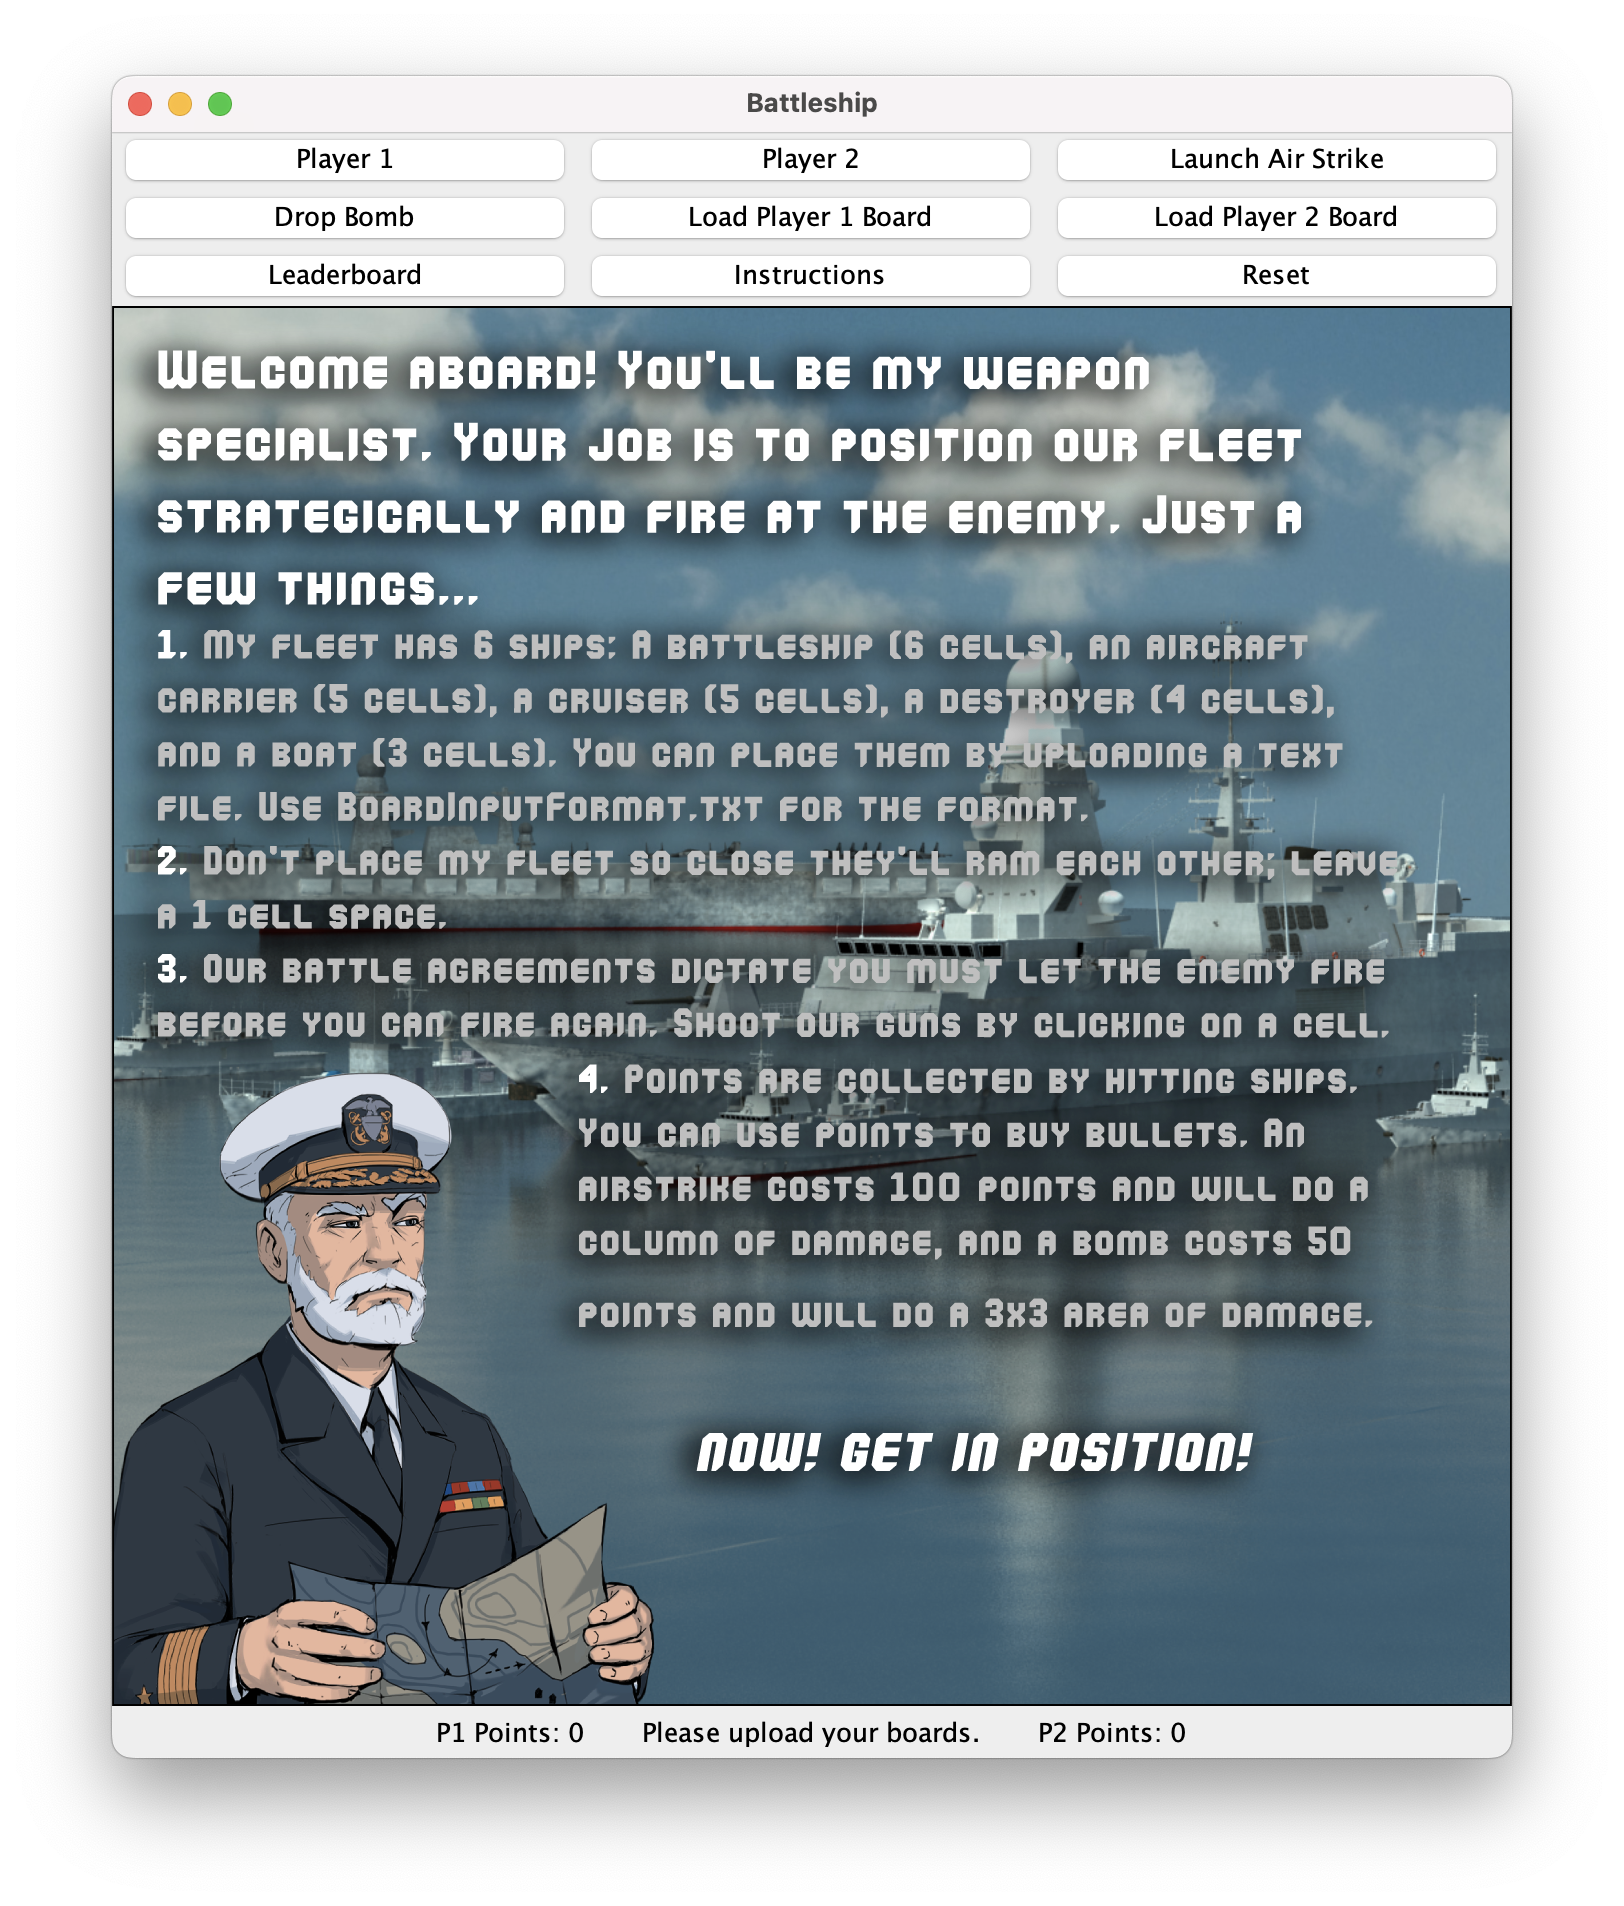 Battleship
Player 1 Player 2 Launch Air Strike
Drop Bomb Load Player 1 Board Load Player 2 Board
Leaderboard Instructions Reset
Welcome aboard! You'll be my weapon
specialist. Your job is to position our fleet
strategically and fire at the enemy. Just a
few things...
1. My fleet has 6 ships: A battleship (6 cells), an aircraft
carrier (5 cells), a cruiser (5 cells), a destroyer (4 cells),
and a boat (3 cells). You can place them by uploading a text
file. Use BoardInputFormat.txt for the format.
2. Don't place my fleet so close they'll ram each other; leave
a 1 cell space.
3. Our battle agreements dictate you must let the enemy fire
before you can fire again. Shoot our guns by clicking on a cell.
4. Points are collected by hitting ships.
You can use points to buy bullets. An
airstrike costs 100 points and will do a
column of damage, and a bomb costs 50
points and will do a 3x3 area of damage.
NOW! GET IN POSITION!
P1 Points: 0 Please upload your boards. P2 Points: 0